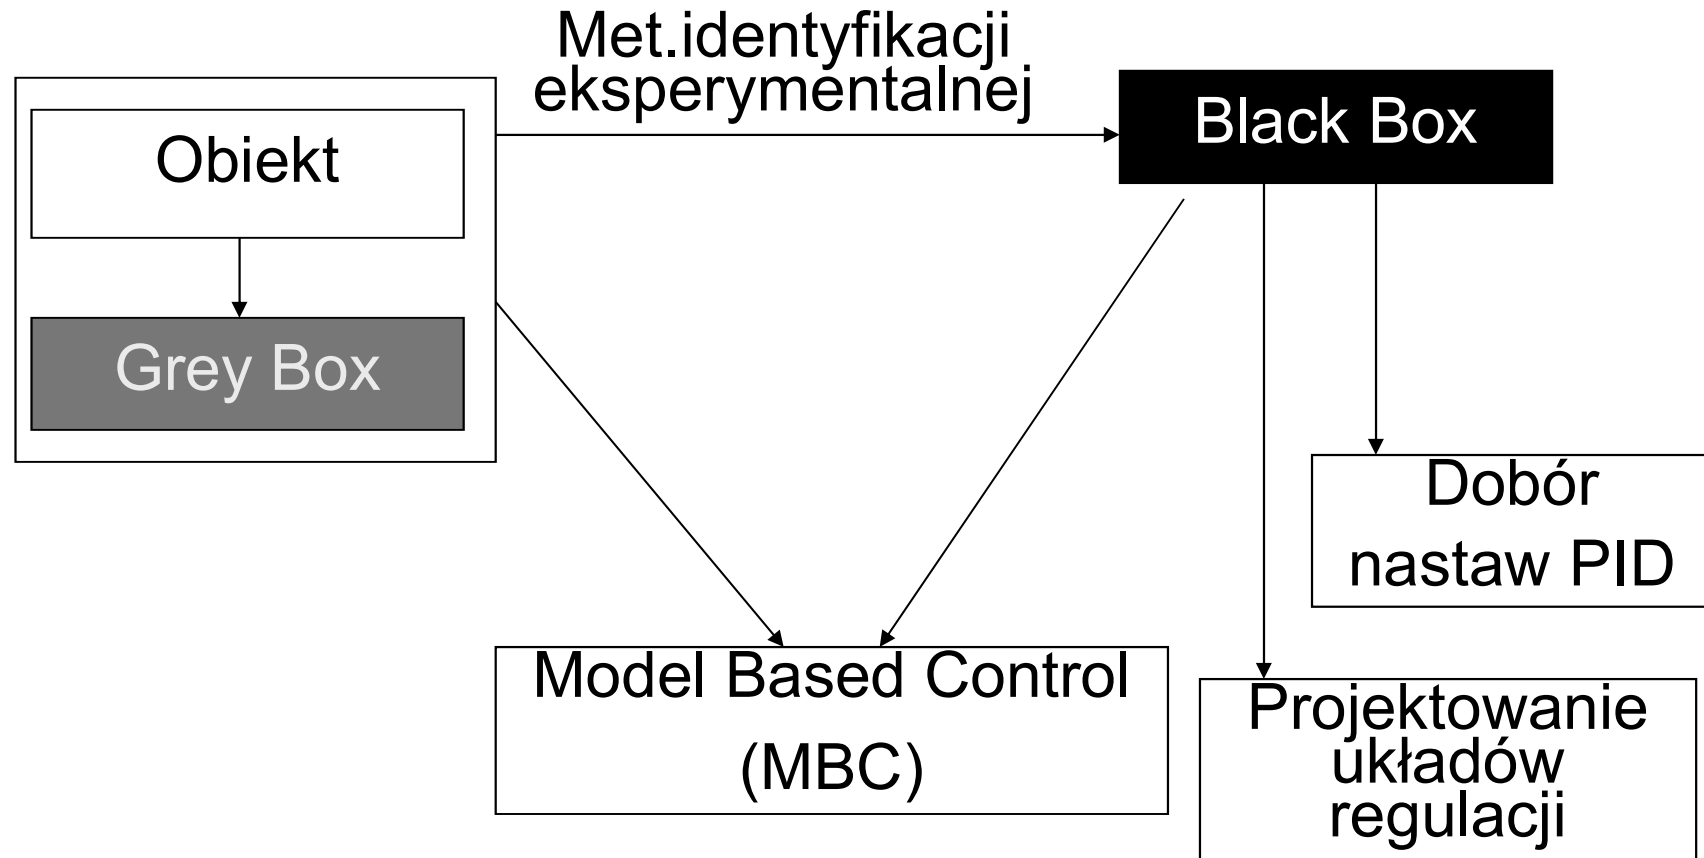 Met.identyfikacji
eksperymentalnej
Obiekt
Black Box
Grey Box
Dobór
nastaw PID
Model Based Control
(MBC)
Projektowanie
układów
regulacji